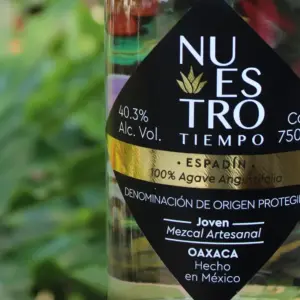 NU
ES
TRO
TIEMPO
40.3%
Alc. Vol.
750
ESPADÍN
100% Agave Angustifolia
DENOMINACIÓN DE ORIGEN PROTEGI
Joven
Mezcal Artesanal
OAXACA
Hecho
en México